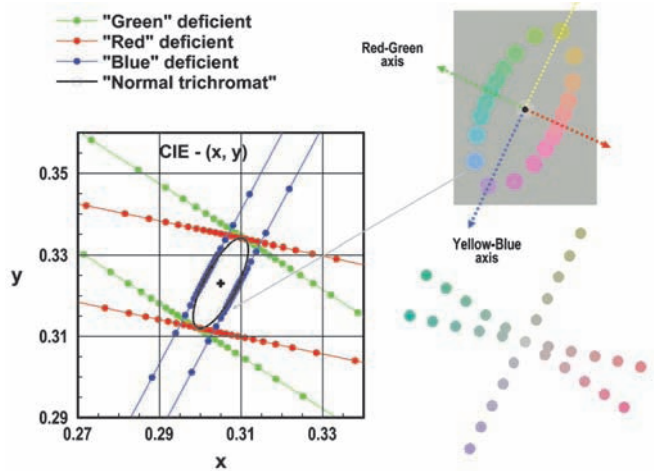 "Green" deficient
"Red" deficient
"Blue" deficient
"Normal trichromat"
Red-Green
axis
CIE - (x, y)
0.35
0.33
y
0.31
0.29
0.27
0.29
0.31
0.33
x
Yellow-Blue
axis